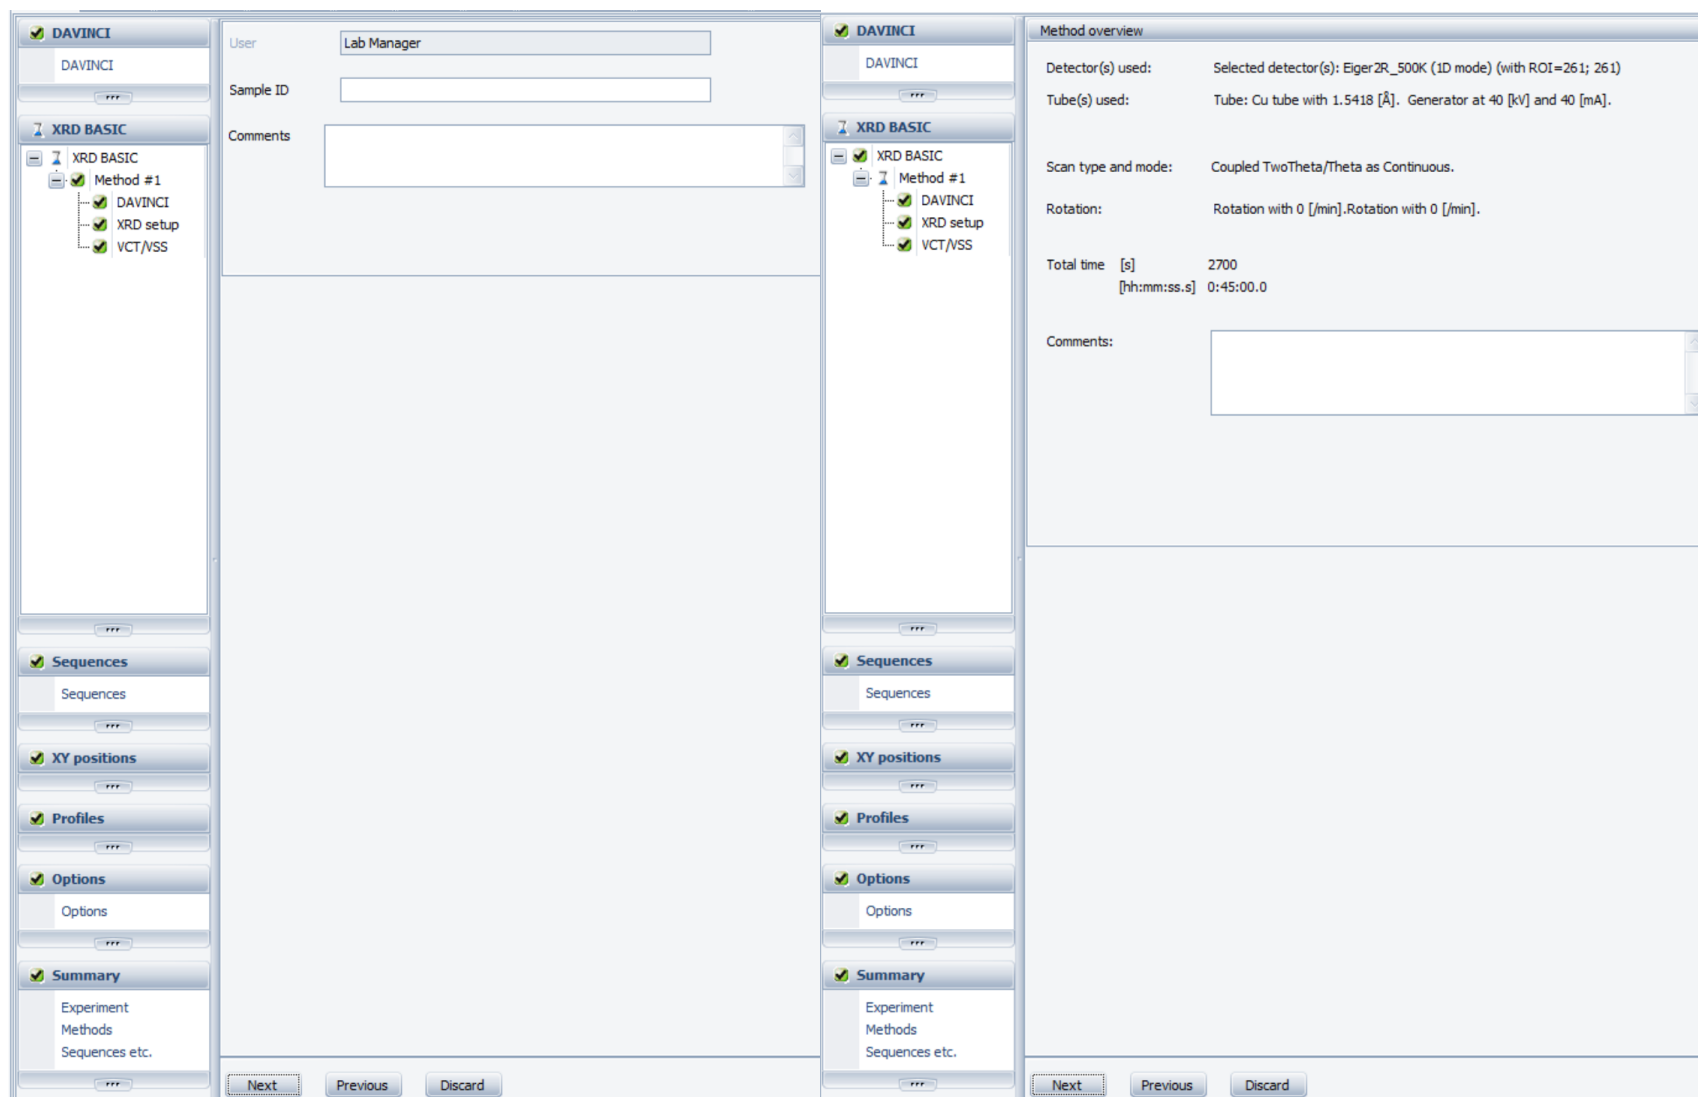 DAVINCI
DAVINCI
XRD BASIC
XRD BASIC
Method #1
DAVINCI
XRD setup
VCT/VSS
Sequences
Sequences
XY positions
Profiles
Options
Options
Summary
Experiment
Methods
Sequences etc.
User Lab Manager
Sample ID
Comments
Next Previous Discard
DAVINCI
DAVINCI
XRD BASIC
XRD BASIC
Method #1
DAVINCI
XRD setup
VCT/VSS
Sequences
Sequences
XY positions
Profiles
Options
Options
Summary
Experiment
Methods
Sequences etc.
Method overview
Detector(s) used: Selected detector(s): Eiger2R_500K (1D mode) (with ROI=261; 261)
Tube(s) used: Tube: Cu tube with 1.5418 [Å]. Generator at 40 [kV] and 40 [mA].
Scan type and mode: Coupled TwoTheta/Theta as Continuous.
Rotation: Rotation with 0 [/min].Rotation with 0 [/min].
Total time [s] 2700
[hh:mm:ss.s] 0:45:00.0
Comments:
Next Previous Discard